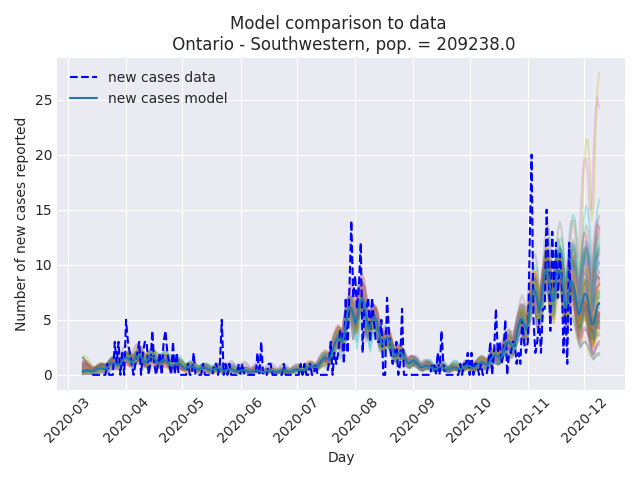 Model comparison to data
Ontario - Southwestern, pop. = 209238.0
new cases data
new cases model
Number of new cases reported
25
20
15
10
5
0
2020-03
2020-04
2020-05
2020-06
2020-07
2020-08
2020-09
2020-10
2020-11
2020-12
Day